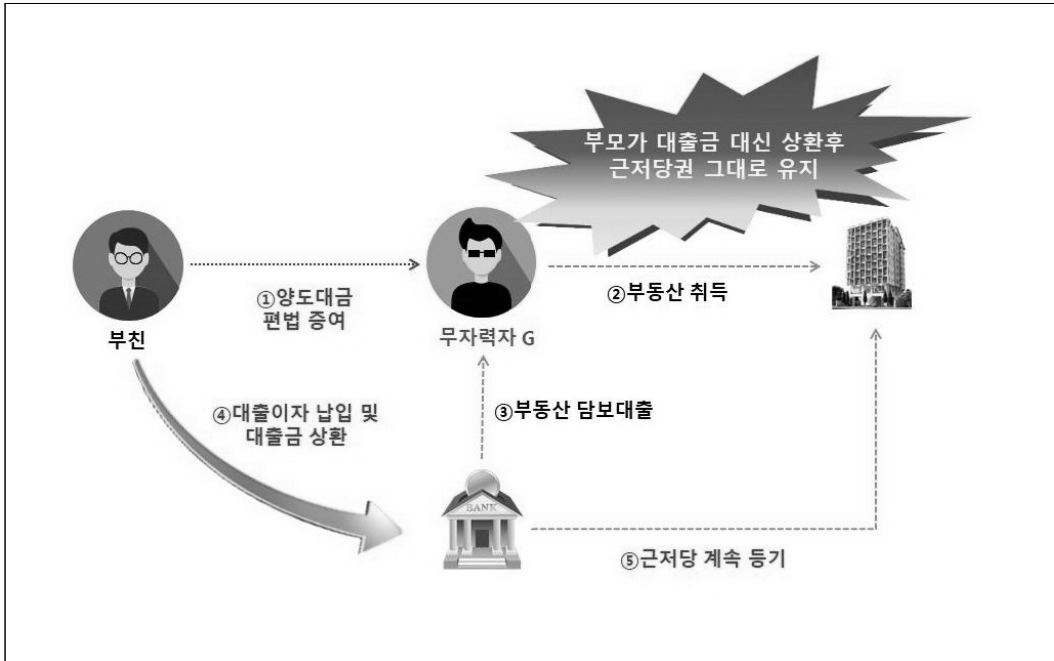 부모가 대출금 대신 상환후
근저당권 그대로 유지
①양도대금
편법 증여
②부동산 취득
부친
무자력자 G
④대출이자 납입 및
대출금 상환
③부동산 담보대출
BANK
⑤근저당 계속 등기